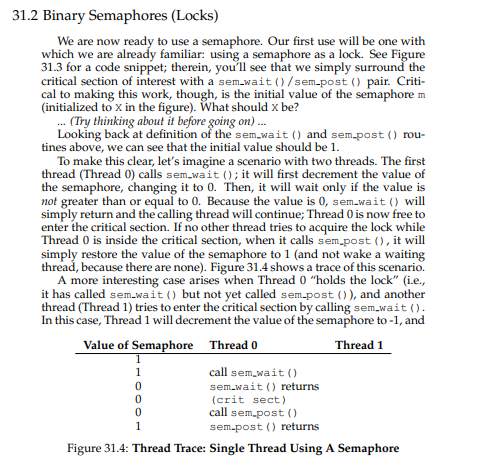 31.2 Binary Semaphores (Locks)
We are now ready to use a semaphore. Our first use will be one with
which we are already familiar: using a semaphore as a lock. See Figure
31.3 for a code snippet; therein, you'll see that we simply surround the
critical section of interest with a sem_wait()/sem_post() pair. Criti-
cal to making this work, though, is the initial value of the semaphore m
(initialized to X in the figure). What should X be?
... (Try thinking about it before going on) ...
Looking back at definition of the sem_wait() and sem_post() rou-
tines above, we can see that the initial value should be 1.
To make this clear, let's imagine a scenario with two threads. The first
thread (Thread 0) calls sem_wait(); it will first decrement the value of
the semaphore, changing it to 0. Then, it will wait only if the value is
not greater than or equal to 0. Because the value is 0, sem_wait() will
simply return and the calling thread will continue; Thread 0 is now free to
enter the critical section. If no other thread tries to acquire the lock while
Thread 0 is inside the critical section, when it calls sem_post(), it will
simply restore the value of the semaphore to 1 (and not wake a waiting
thread, because there are none). Figure 31.4 shows a trace of this scenario.
A more interesting case arises when Thread 0 "holds the lock" (i.e.,
it has called sem_wait() but not yet called sem_post()), and another
thread (Thread 1) tries to enter the critical section by calling sem_wait().
In this case, Thread 1 will decrement the value of the semaphore to -1, and
Value of Semaphore Thread 0 Thread 1
1
1 call sem_wait()
0 sem_wait() returns
0 (crit sect)
0 call sem_post()
1 sem_post() returns
Figure 31.4: Thread Trace: Single Thread Using A Semaphore